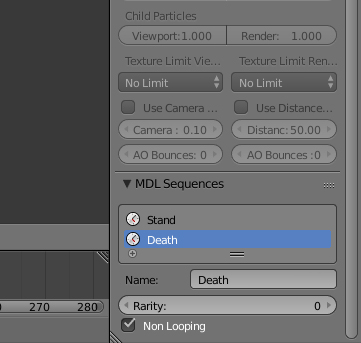 Child Particles
Viewport:1.000 Render: 1.000
Texture Limit Vie... Texture Limit Ren...
No Limit No Limit
Use Camera ... Use Distance...
Camera : 0.10 Distanc: 50.00
AO Bounces: 0 AO Bounces :0
MDL Sequences
Stand
Death
Name: Death
Rarity: 0
Non Looping
270 280